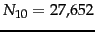 N₁₀ = 27,652